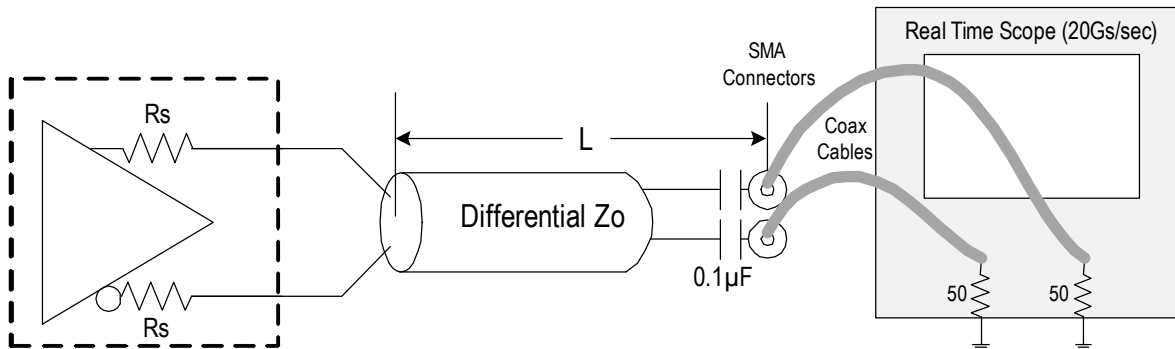 Real Time Scope (20Gs/sec)
SMA
Connectors
Rs
L
Coax
Cables
Differential Zo
0.1µF
50
50
Rs